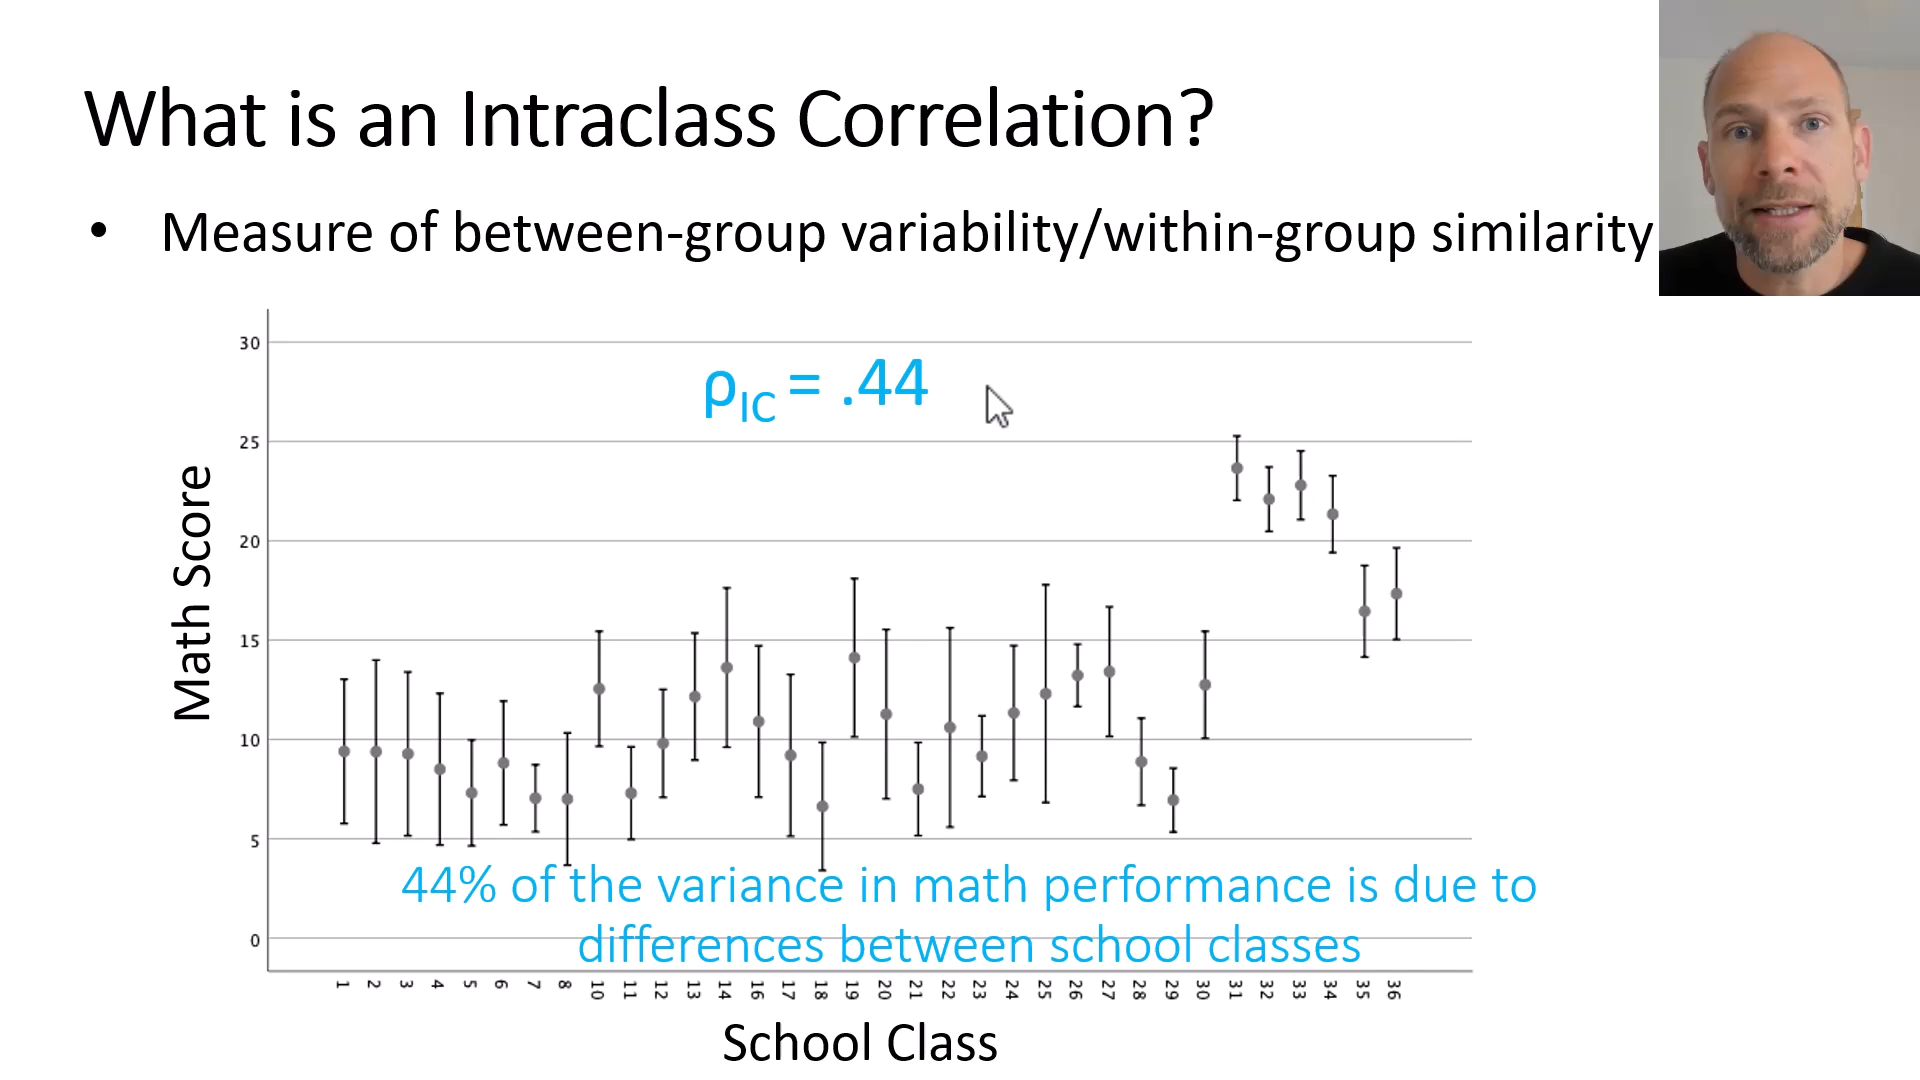 What is an Intraclass Correlation?
• Measure of between-group variability/within-group similarity
30
ρIC = .44
25
20
15
10
5
0
Math Score
44% of the variance in math performance is due to
differences between school classes
1 2 3 4 5 6 7 8 10 11 12 13 14 16 17 18 19 20 21 22 23 24 25 26 27 28 29 30 31 32 33 34 35 36
School Class